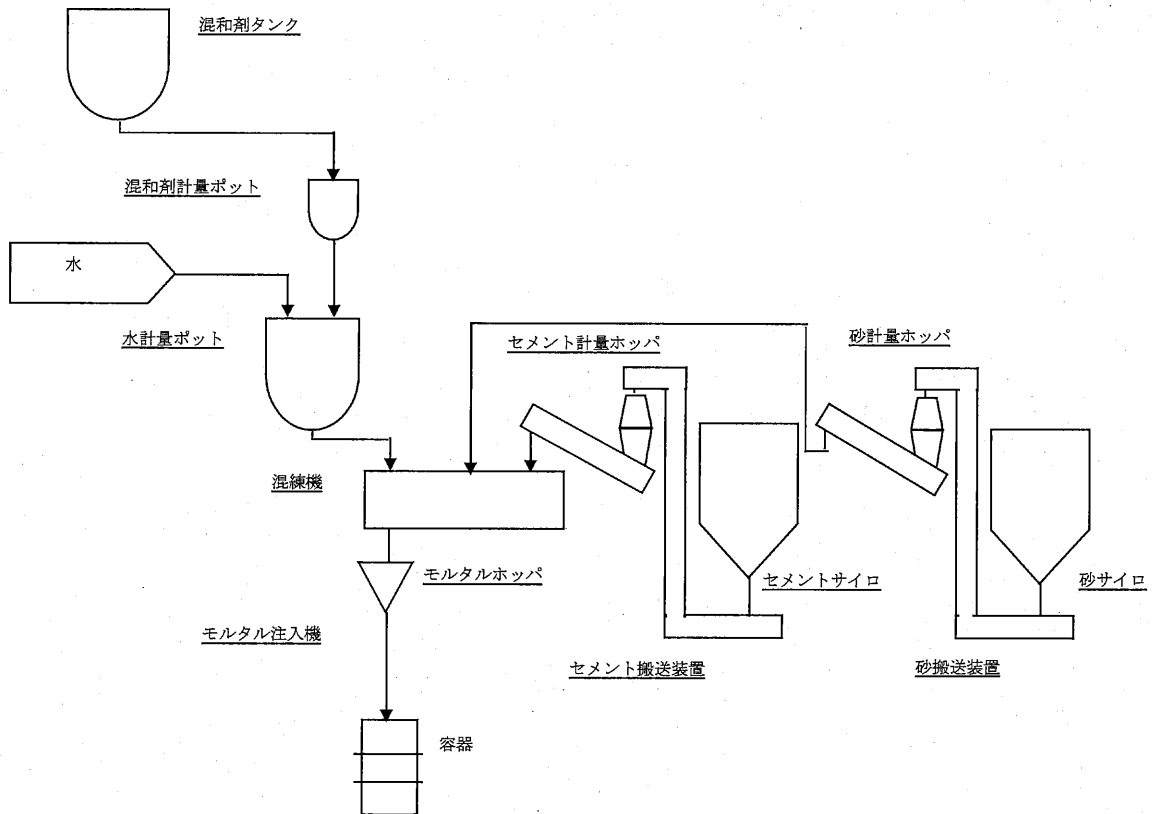 混和剤タンク
混和剤計量ポット
水
水計量ポット
セメント計量ホッパ
砂計量ホッパ
混練機
モルタルホッパ
セメントサイロ
砂サイロ
モルタル注入機
セメント搬送装置
砂搬送装置
容器